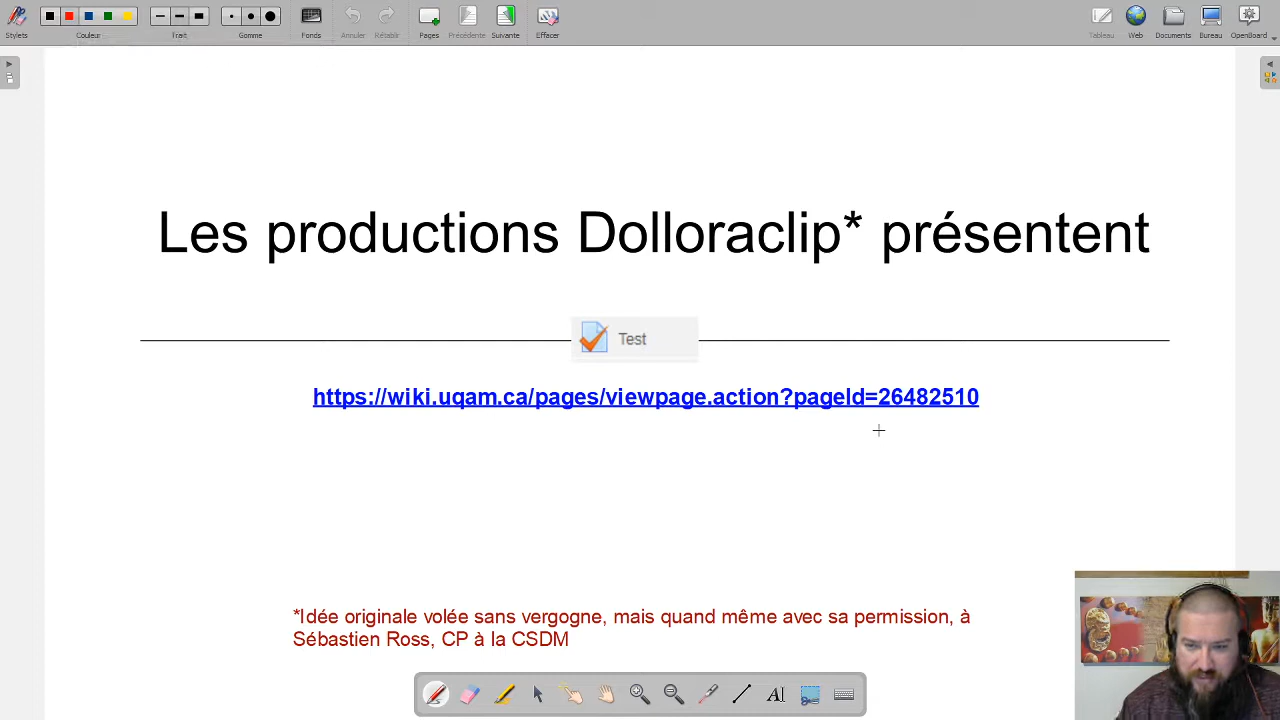 Stylets
Couleur
Trait
Gomme
Fonds
Annuler
Rétablir
Pages
Précédente
Suivante
Effacer
Tableau
Web
Documents
Bureau
OpenBoard
Les productions Dolloraclip* présentent
Test
https://wiki.uqam.ca/pages/viewpage.action?pageId=26482510
*Idée originale volée sans vergogne, mais quand même avec sa permission, à
Sébastien Ross, CP à la CSDM